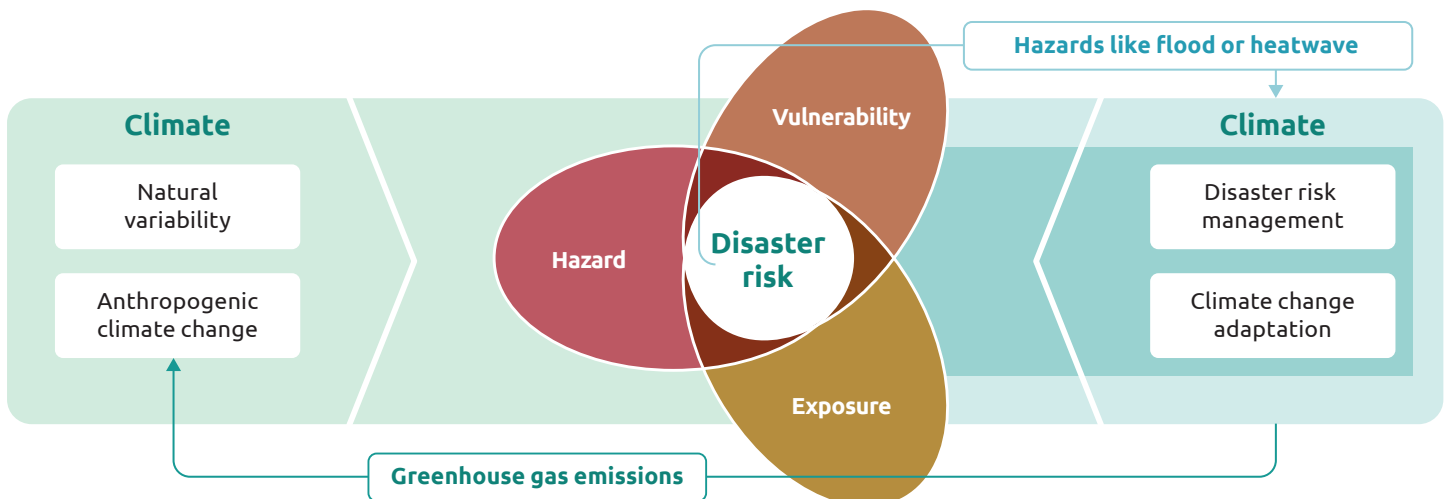 Hazards like flood or heatwave
Climate
Natural
variability
Anthropogenic
climate change
Vulnerability
Hazard
Disaster
risk
Exposure
Climate
Disaster risk
management
Climate change
adaptation
Greenhouse gas emissions